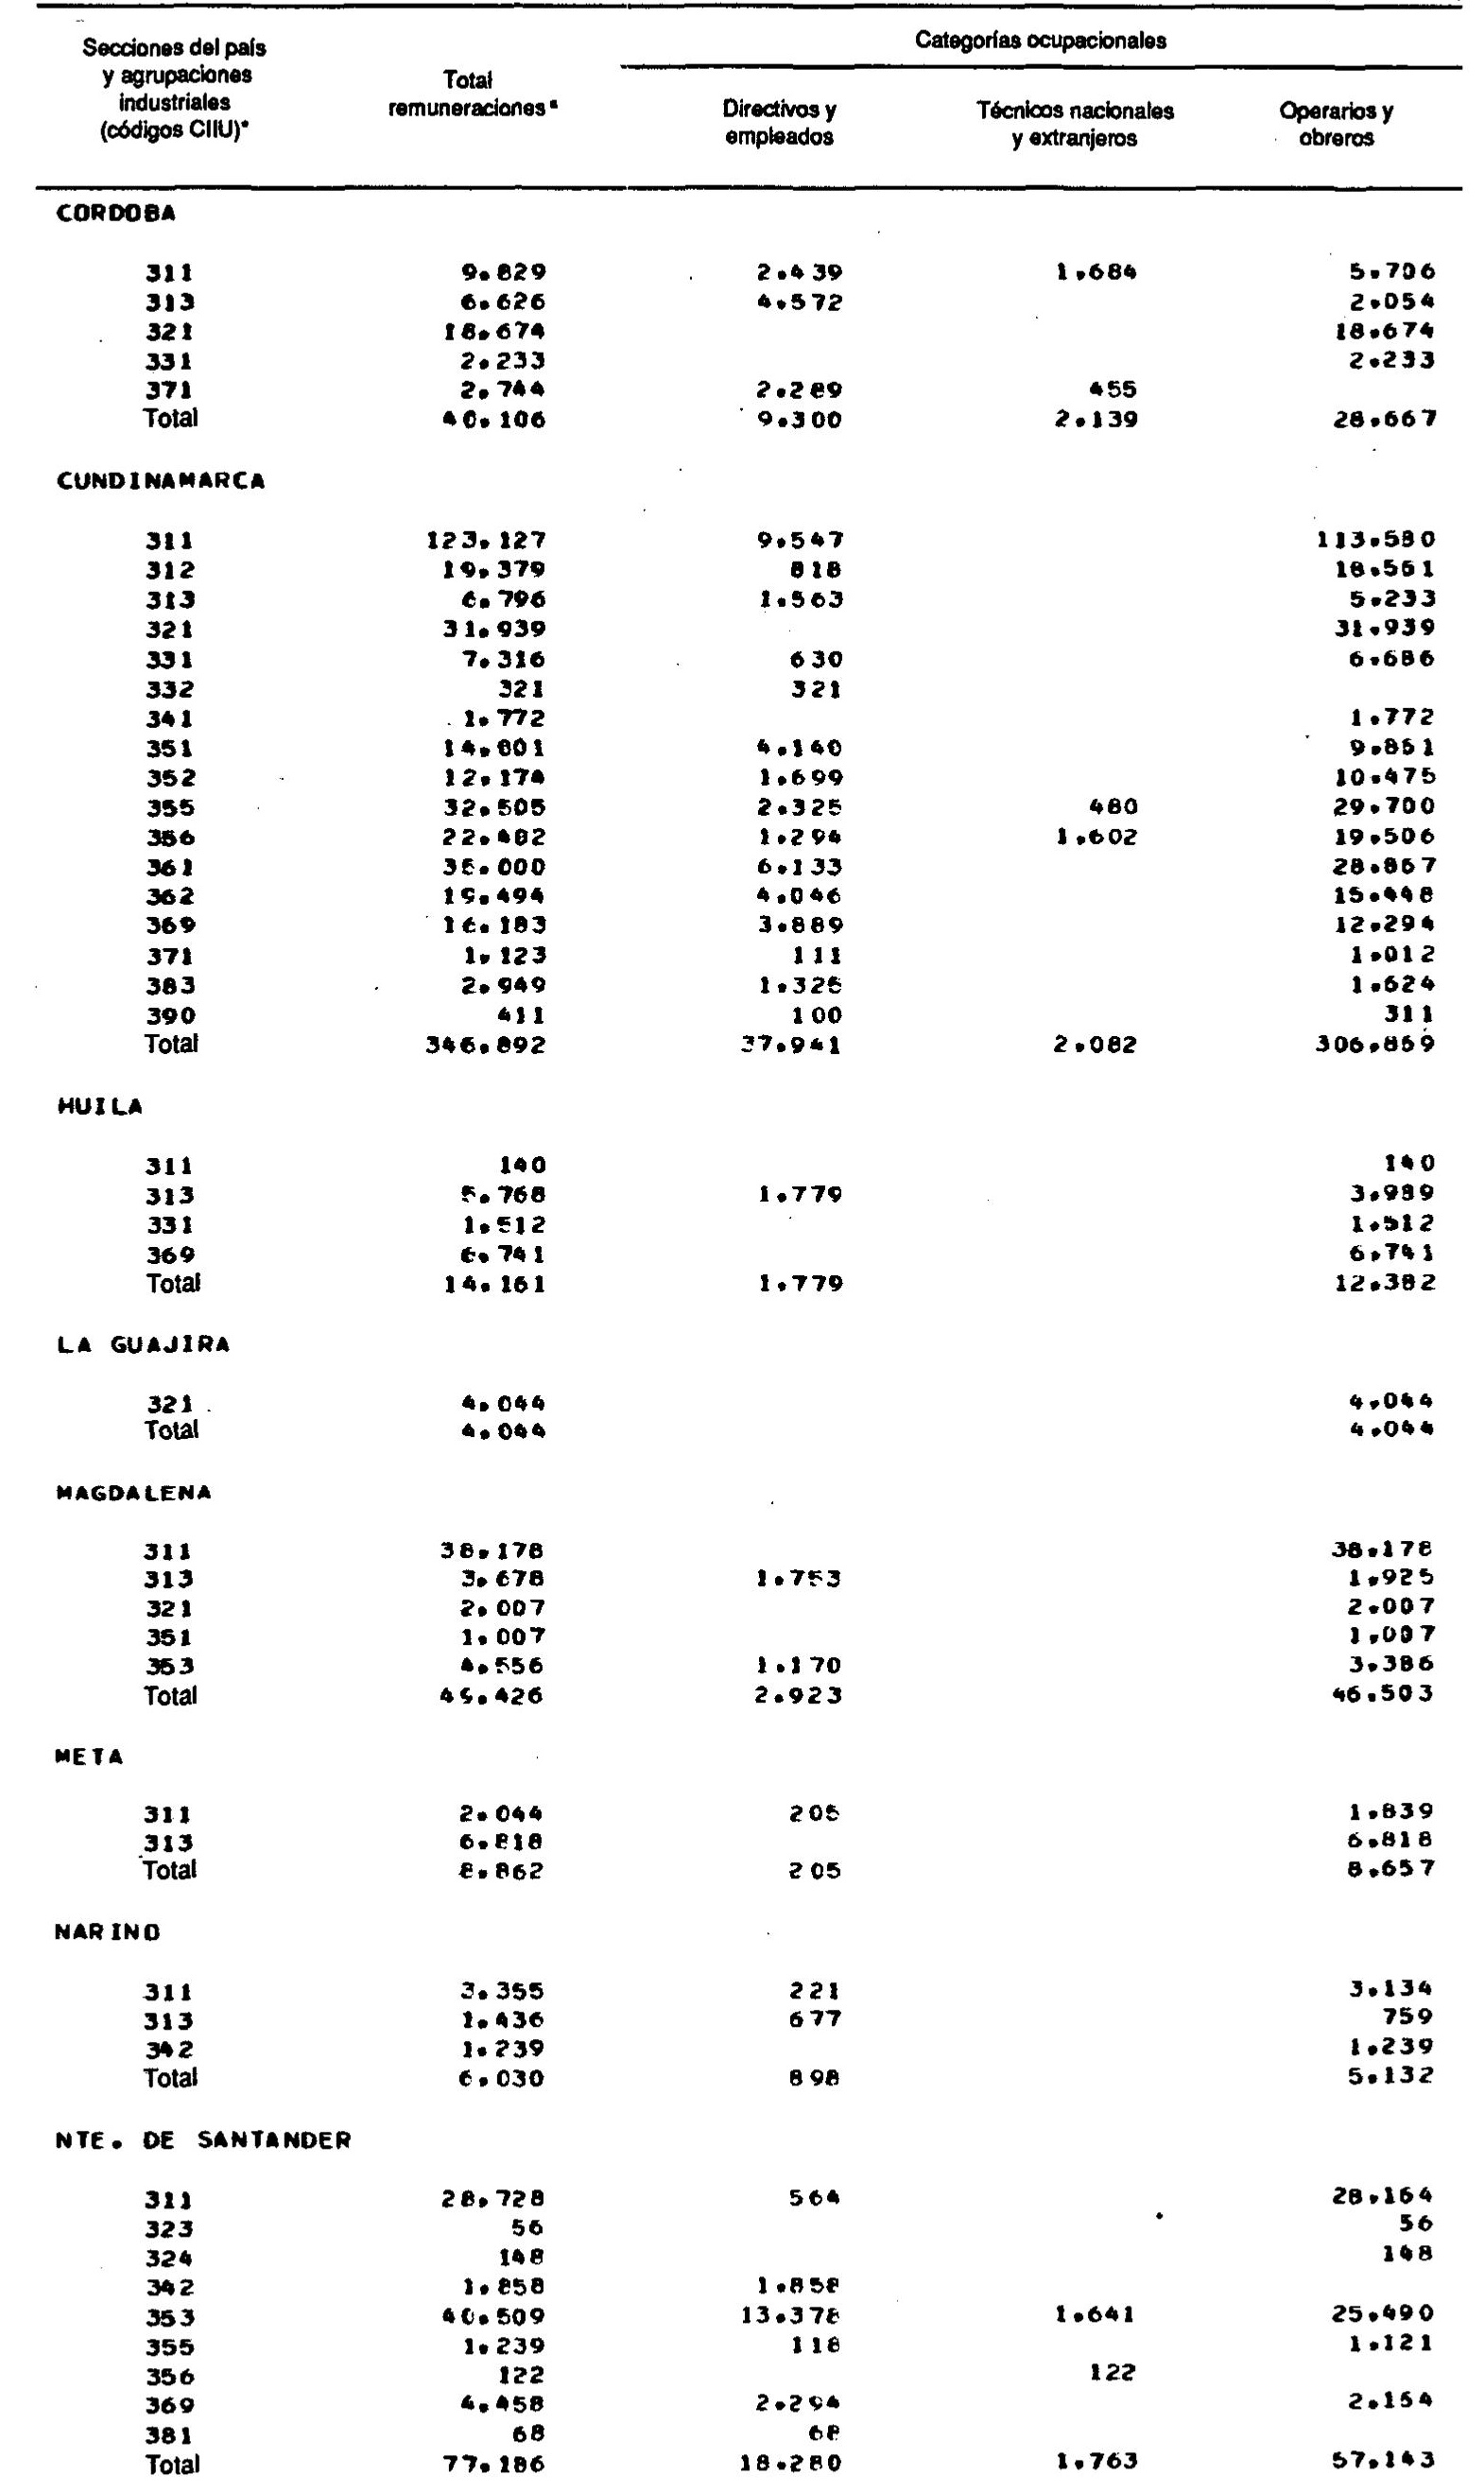 Categorías ocupacionales
Secciones del país
y agrupaciones
industriales
(códigos CIIU)*
Total
remuneraciones ª
Directivos y
empleados
Técnicos nacionales
y extranjeros
Operarios y
obreros
CORDOBA
311 9.829 2.439 1.684 5.706
313 6.626 4.572 2.054
321 18.674 18.674
331 2.233 2.233
371 2.744 2.289 455
Total 40.106 9.300 2.139 28.667
CUNDINAMARCA
311 123.127 9.547 113.580
312 19.379 818 18.561
313 6.796 1.563 5.233
321 31.939 31.939
331 7.316 630 6.686
332 321 321
341 1.772 1.772
351 14.001 4.140 9.861
352 12.174 1.699 10.475
355 32.505 2.325 480 29.700
356 22.402 1.294 1.602 19.506
361 35.000 6.133 28.867
362 19.494 4.046 15.448
369 16.183 3.889 12.294
371 1.123 111 1.012
383 2.949 1.325 1.624
390 411 100 311
Total 346.892 37.941 2.082 306.869
HUILA
311 140 140
313 5.768 1.779 3.989
331 1.512 1.512
369 6.741 6.741
Total 14.161 1.779 12.382
LA GUAJIRA
321 4.044 4.044
Total 4.044 4.044
MAGDALENA
311 38.178 38.178
313 3.678 1.753 1.925
321 2.007 2.007
351 1.007 1.007
353 4.556 1.170 3.386
Total 49.426 2.923 46.503
META
311 2.044 205 1.839
313 6.818 6.818
Total 8.862 205 8.657
NARINO
311 3.355 221 3.134
313 1.436 677 759
342 1.239 1.239
Total 6.030 898 5.132
NTE. DE SANTANDER
311 28.728 564 28.164
323 56 56
324 148 148
342 1.858 1.858
353 40.509 13.378 1.641 25.490
355 1.239 118 1.121
356 122 122
369 4.458 2.294 2.164
381 68 68
Total 77.186 18.280 1.763 57.143